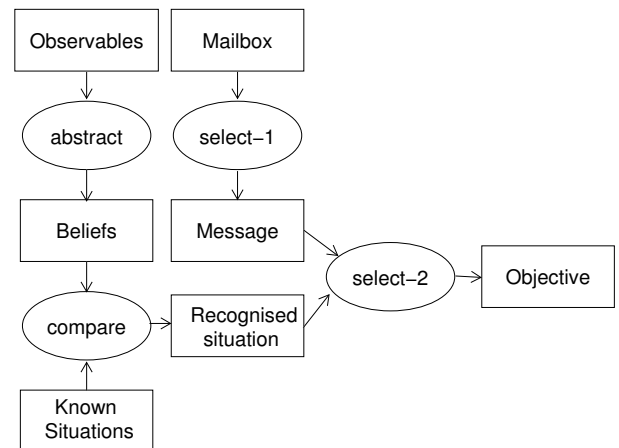 Observables
Mailbox
abstract
select−1
Beliefs
Message
select−2
Objective
compare
Recognised
situation
Known
Situations